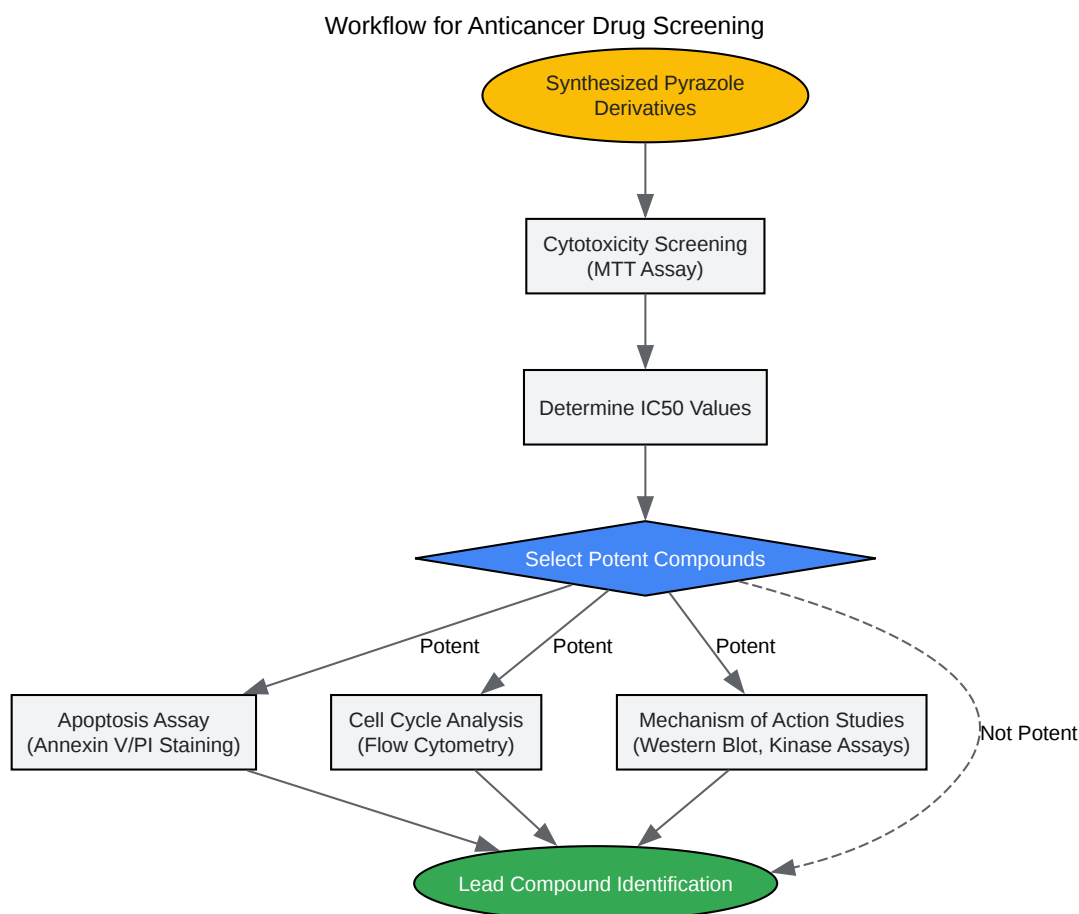 Workflow for Anticancer Drug Screening
Synthesized Pyrazole
Derivatives
Cytotoxicity Screening
(MTT Assay)
Determine IC50 Values
Select Potent Compounds
Potent
Potent
Potent
Not Potent
Apoptosis Assay
(Annexin V/PI Staining)
Cell Cycle Analysis
(Flow Cytometry)
Mechanism of Action Studies
(Western Blot, Kinase Assays)
Lead Compound Identification